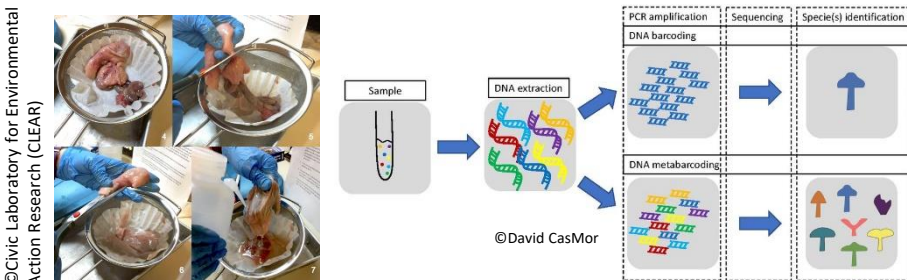 ©Civic Laboratory for Environmental
Action Research (CLEAR)
4
5
6
7
Sample
DNA extraction
©David CasMor
PCR amplification
Sequencing
Specie(s) identification
DNA barcoding
DNA metabarcoding